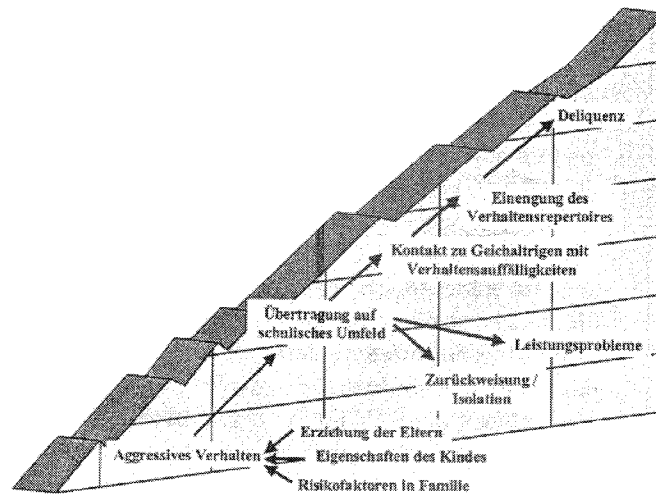 Deliquenz
Einengung des
Verhaltensrepertoires
Kontakt zu Geichaltrigen mit
Verhaltensauffälligkeiten
Übertragung auf
schulisches Umfeld
Leistungsprobleme
Zurückweisung /
Isolation
Erziehung der Eltern
Aggressives Verhalten
Eigenschaften des Kindes
Risikofaktoren in Familie